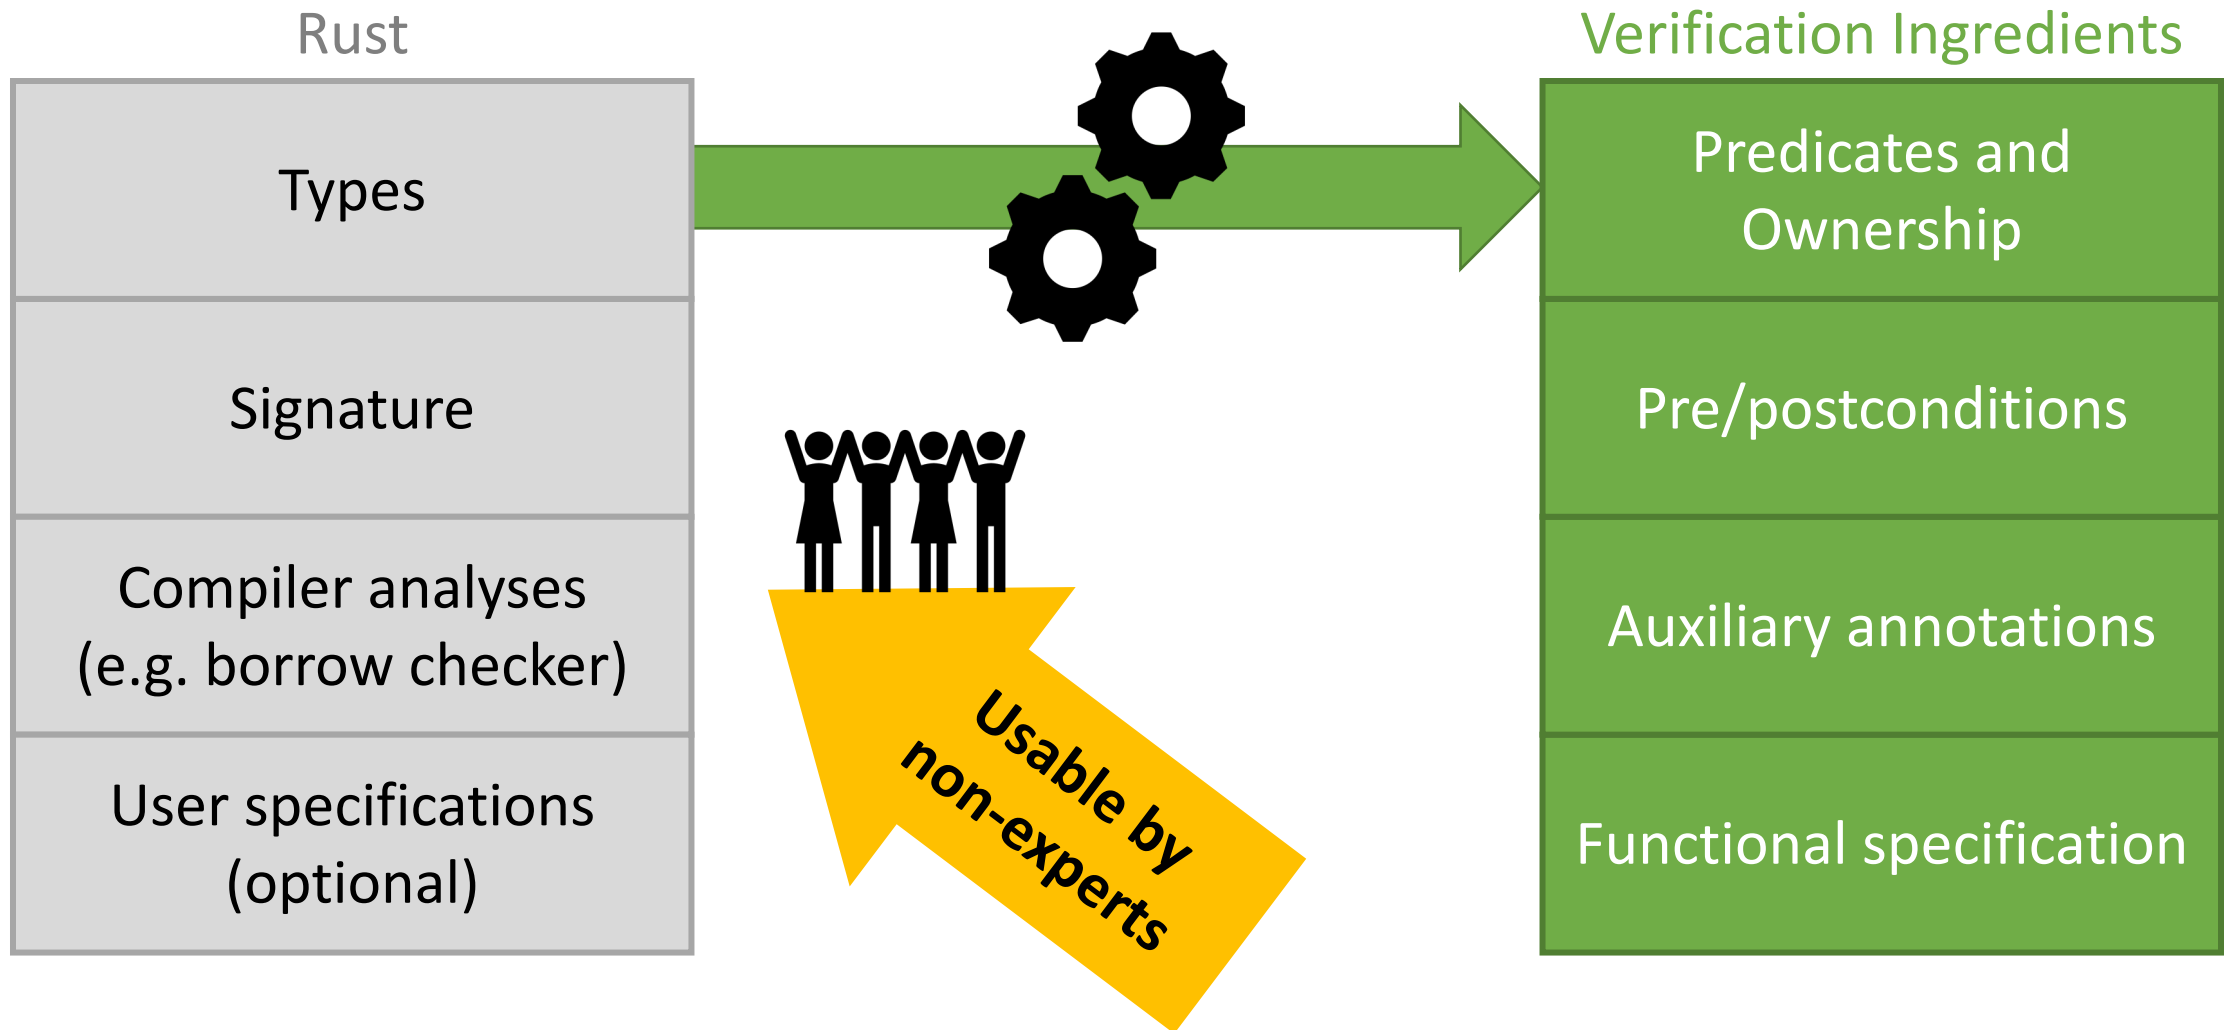 Rust
Types
Signature
Compiler analyses
(e.g. borrow checker)
User specifications
(optional)
Usable by
non-experts
Verification Ingredients
Predicates and
Ownership
Pre/postconditions
Auxiliary annotations
Functional specification